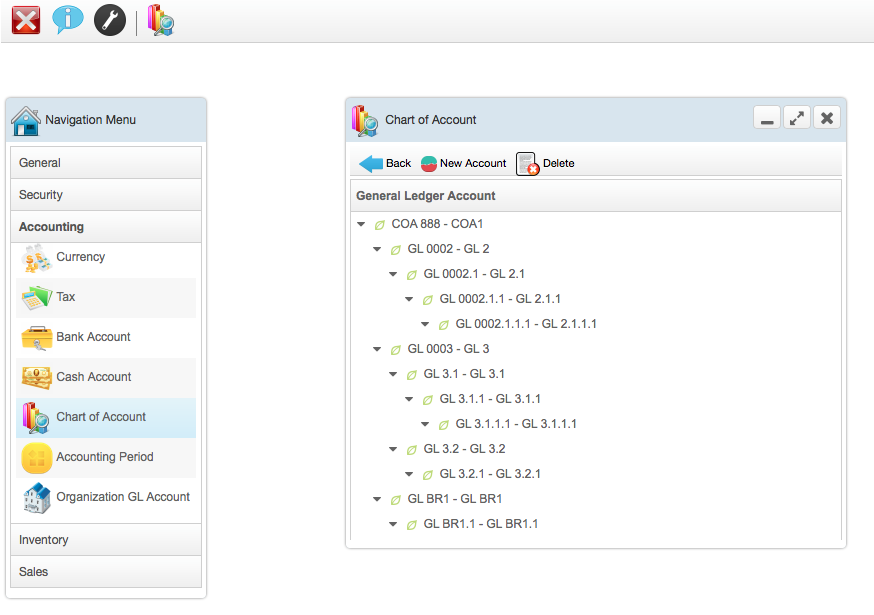 Navigation Menu
General
Security
Accounting
Currency
Tax
Bank Account
Cash Account
Chart of Account
Accounting Period
Organization GL Account
Inventory
Sales
Chart of Account
Back New Account Delete
General Ledger Account
COA 888 - COA1
GL 0002 - GL 2
GL 0002.1 - GL 2.1
GL 0002.1.1 - GL 2.1.1
GL 0002.1.1.1 - GL 2.1.1.1
GL 0003 - GL 3
GL 3.1 - GL 3.1
GL 3.1.1 - GL 3.1.1
GL 3.1.1.1 - GL 3.1.1.1
GL 3.2 - GL 3.2
GL 3.2.1 - GL 3.2.1
GL BR1 - GL BR1
GL BR1.1 - GL BR1.1